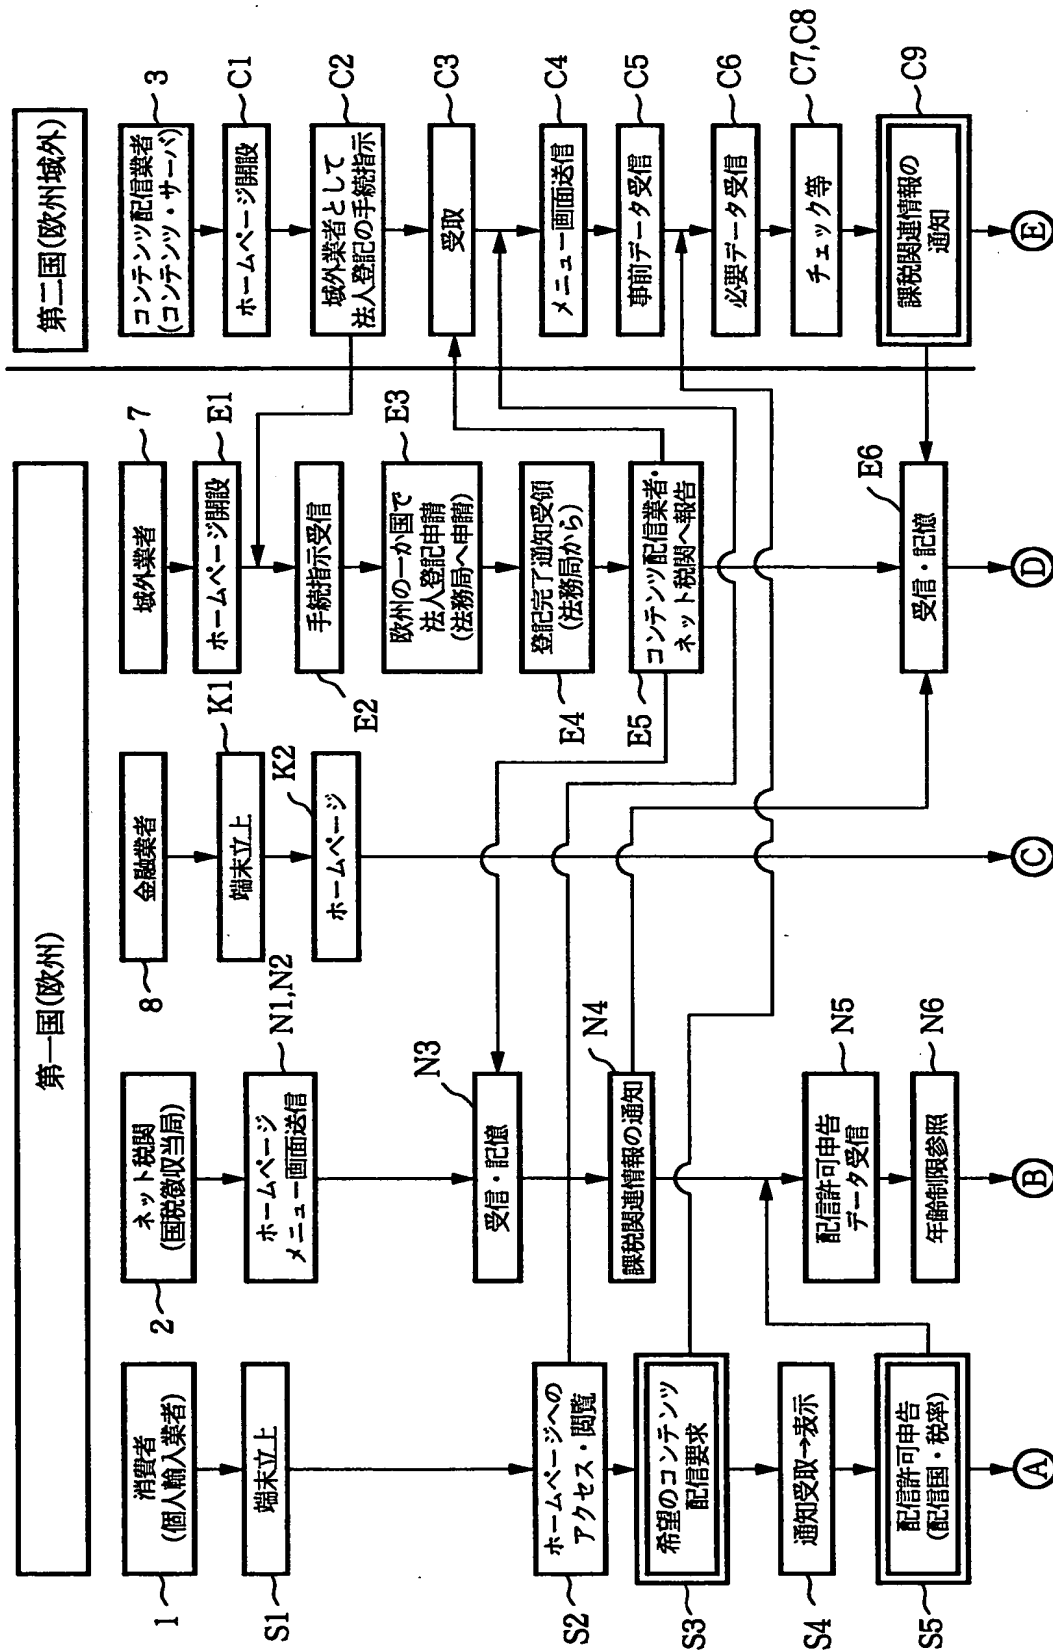 第一国(欧州)
第二国(欧州域外)
消費者
(個人輸入業者)
1
端末立上
S1
ホームページへの
アクセス・閲覧
S2
希望のコンテンツ
配信要求
S3
通知受取→表示
S4
配信許可申告
(配信国・税率)
S5
A
ネット税関
(国税徴収当局)
2
ホームページ
メニュー画面送信
N1,N2
受信・記憶
N3
課税関連情報の通知
N4
配信許可申告
データ受信
N5
年齢制限参照
N6
B
金融業者
8
端末立上
K1
ホームページ
K2
C
域外業者
7
ホームページ開設
E1
手続指示受信
E2
欧州の一か国で
法人登記申請
(法務局へ申請)
E3
登記完了通知受領
(法務局から)
E4
コンテンツ配信業者・
ネット税関へ報告
E5
受信・記憶
E6
D
コンテンツ配信業者
(コンテンツ・サーバ)
3
ホームページ開設
C1
域外業者として
法人登記の手続指示
C2
受取
C3
メニュー画面送信
C4
事前データ受信
C5
必要データ受信
C6
チェック等
C7,C8
課税関連情報の
通知
C9
E